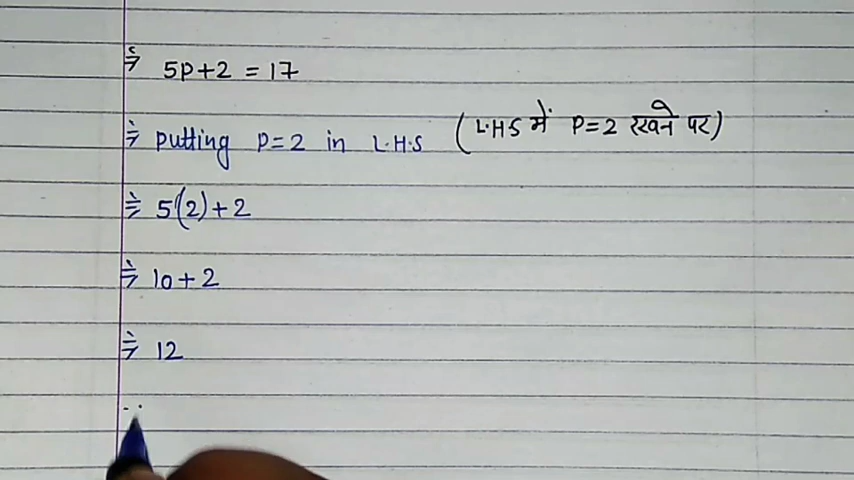 ⇒ 5p+2 = 17
⇒ putting p=2 in L.H.S (L.H.S में p=2 रखने पर)
⇒ 5(2)+2
⇒ 10+2
⇒ 12